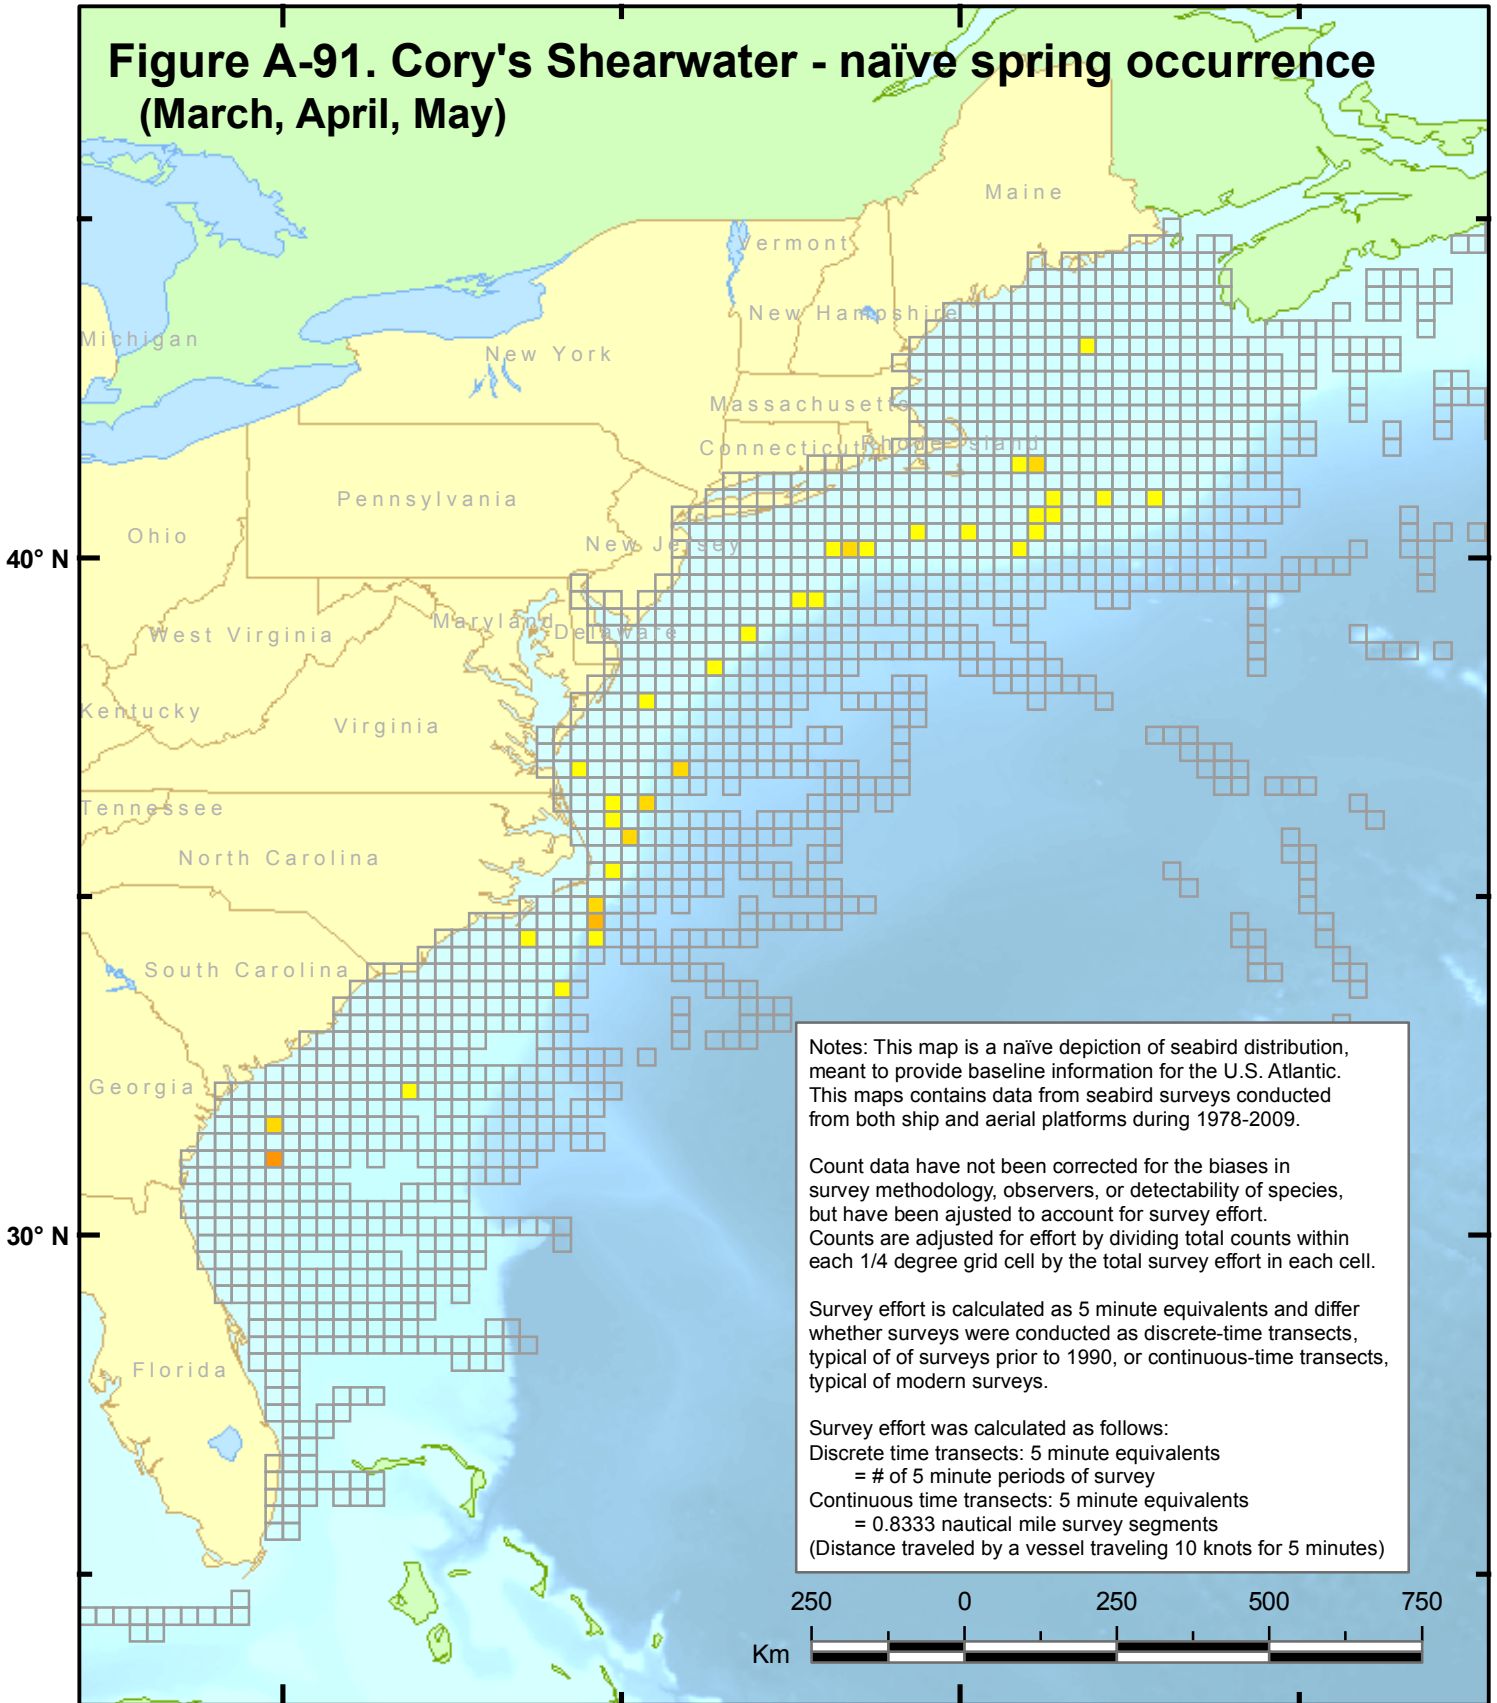 Figure A-91. Cory's Shearwater - naïve spring occurrence
(March, April, May)
Maine
Vermont
New Hampshire
Michigan
New York
Massachusetts
Connecticut
Rhode Island
Pennsylvania
Ohio
New Jersey
40° N
Maryland
Delaware
West Virginia
Kentucky
Virginia
Tennessee
North Carolina
South Carolina
Georgia
30° N
Florida
Notes: This map is a naïve depiction of seabird distribution,
meant to provide baseline information for the U.S. Atlantic.
This maps contains data from seabird surveys conducted
from both ship and aerial platforms during 1978-2009.
Count data have not been corrected for the biases in
survey methodology, observers, or detectability of species,
but have been ajusted to account for survey effort.
Counts are adjusted for effort by dividing total counts within
each 1/4 degree grid cell by the total survey effort in each cell.
Survey effort is calculated as 5 minute equivalents and differ
whether surveys were conducted as discrete-time transects,
typical of of surveys prior to 1990, or continuous-time transects,
typical of modern surveys.
Survey effort was calculated as follows:
Discrete time transects: 5 minute equivalents
= # of 5 minute periods of survey
Continuous time transects: 5 minute equivalents
= 0.8333 nautical mile survey segments
(Distance traveled by a vessel traveling 10 knots for 5 minutes)
250 0 250 500 750
Km